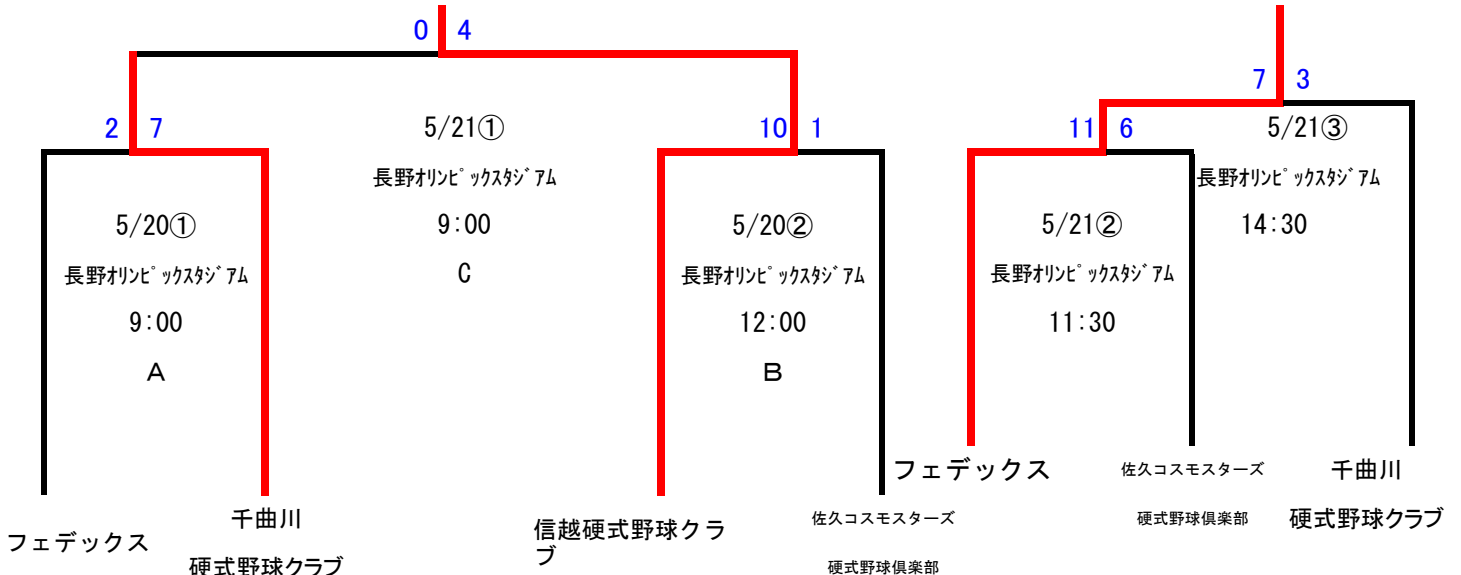 0 4
7 3
2 7
5/21①
10 1
11 6
5/21③
長野オリンピックスタジアム
長野オリンピックスタジアム
5/20①
9:00
5/20②
5/21②
14:30
長野オリンピックスタジアム
C
長野オリンピックスタジアム
長野オリンピックスタジアム
9:00
12:00
11:30
A
B
フェデックス
千曲川
硬式野球クラブ
信越硬式野球クラ
ブ
佐久コスモスターズ
硬式野球倶楽部
フェデックス
佐久コスモスターズ
硬式野球倶楽部
千曲川
硬式野球クラブ